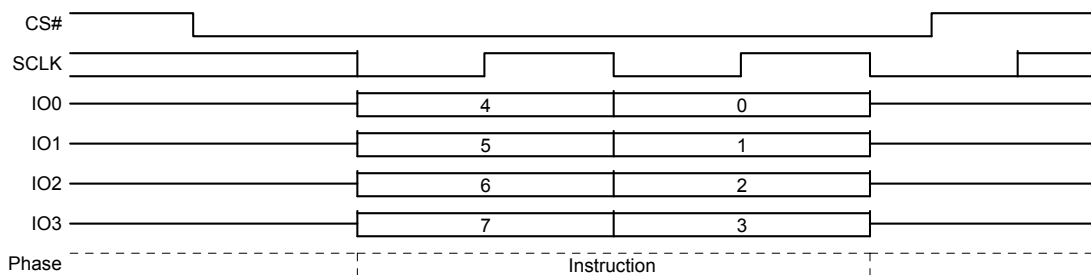 CS#
SCLK
IO0 4 0
IO1 5 1
IO2 6 2
IO3 7 3
Phase Instruction